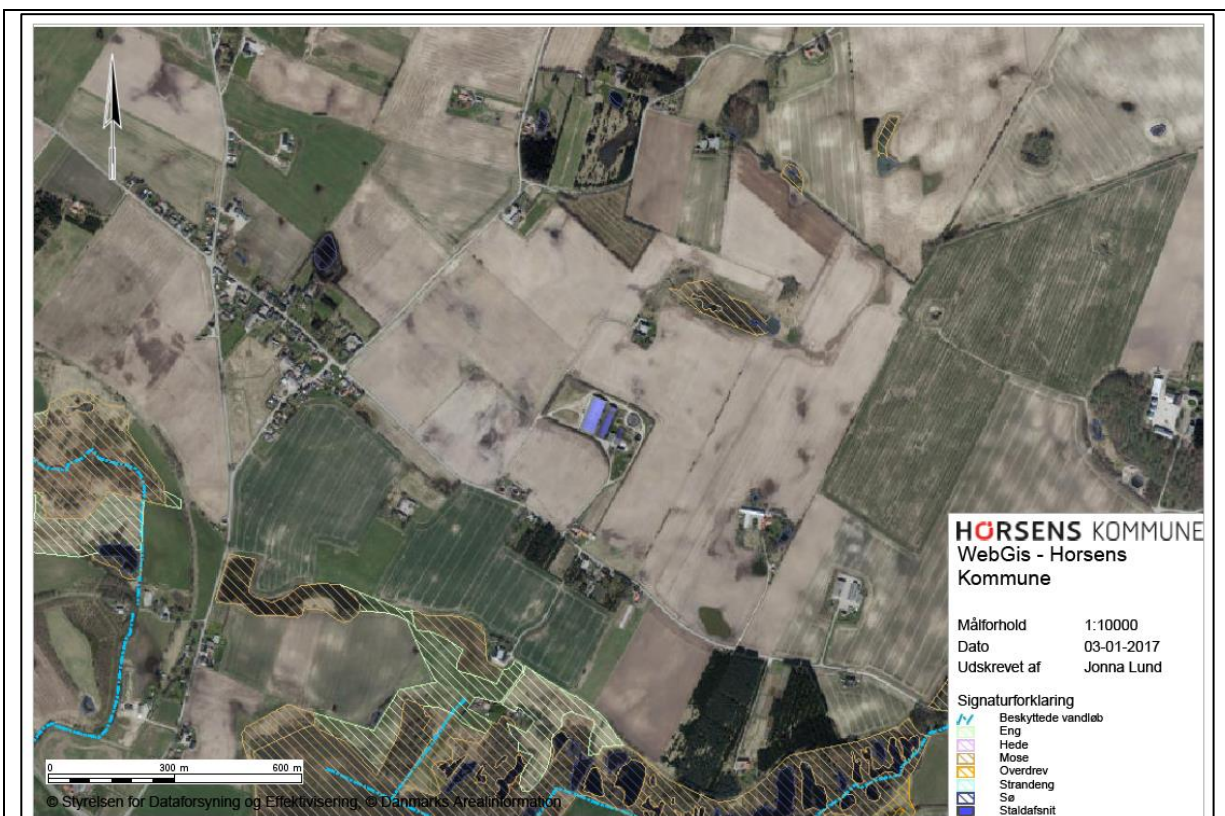 HORSENS KOMMUNE
WebGis - Horsens
Kommune
Målforhold 1:10000
Dato 03-01-2017
Udskrevet af Jonna Lund
Signaturforklaring
Beskyttede vandløb
Eng
Hede
Mose
Overdrev
Strandeng
Sø
Staldafsnit
0 300 m 600 m
© Styrelsen for Dataforsyning og Effektivisering, © Danmarks Arealinformation